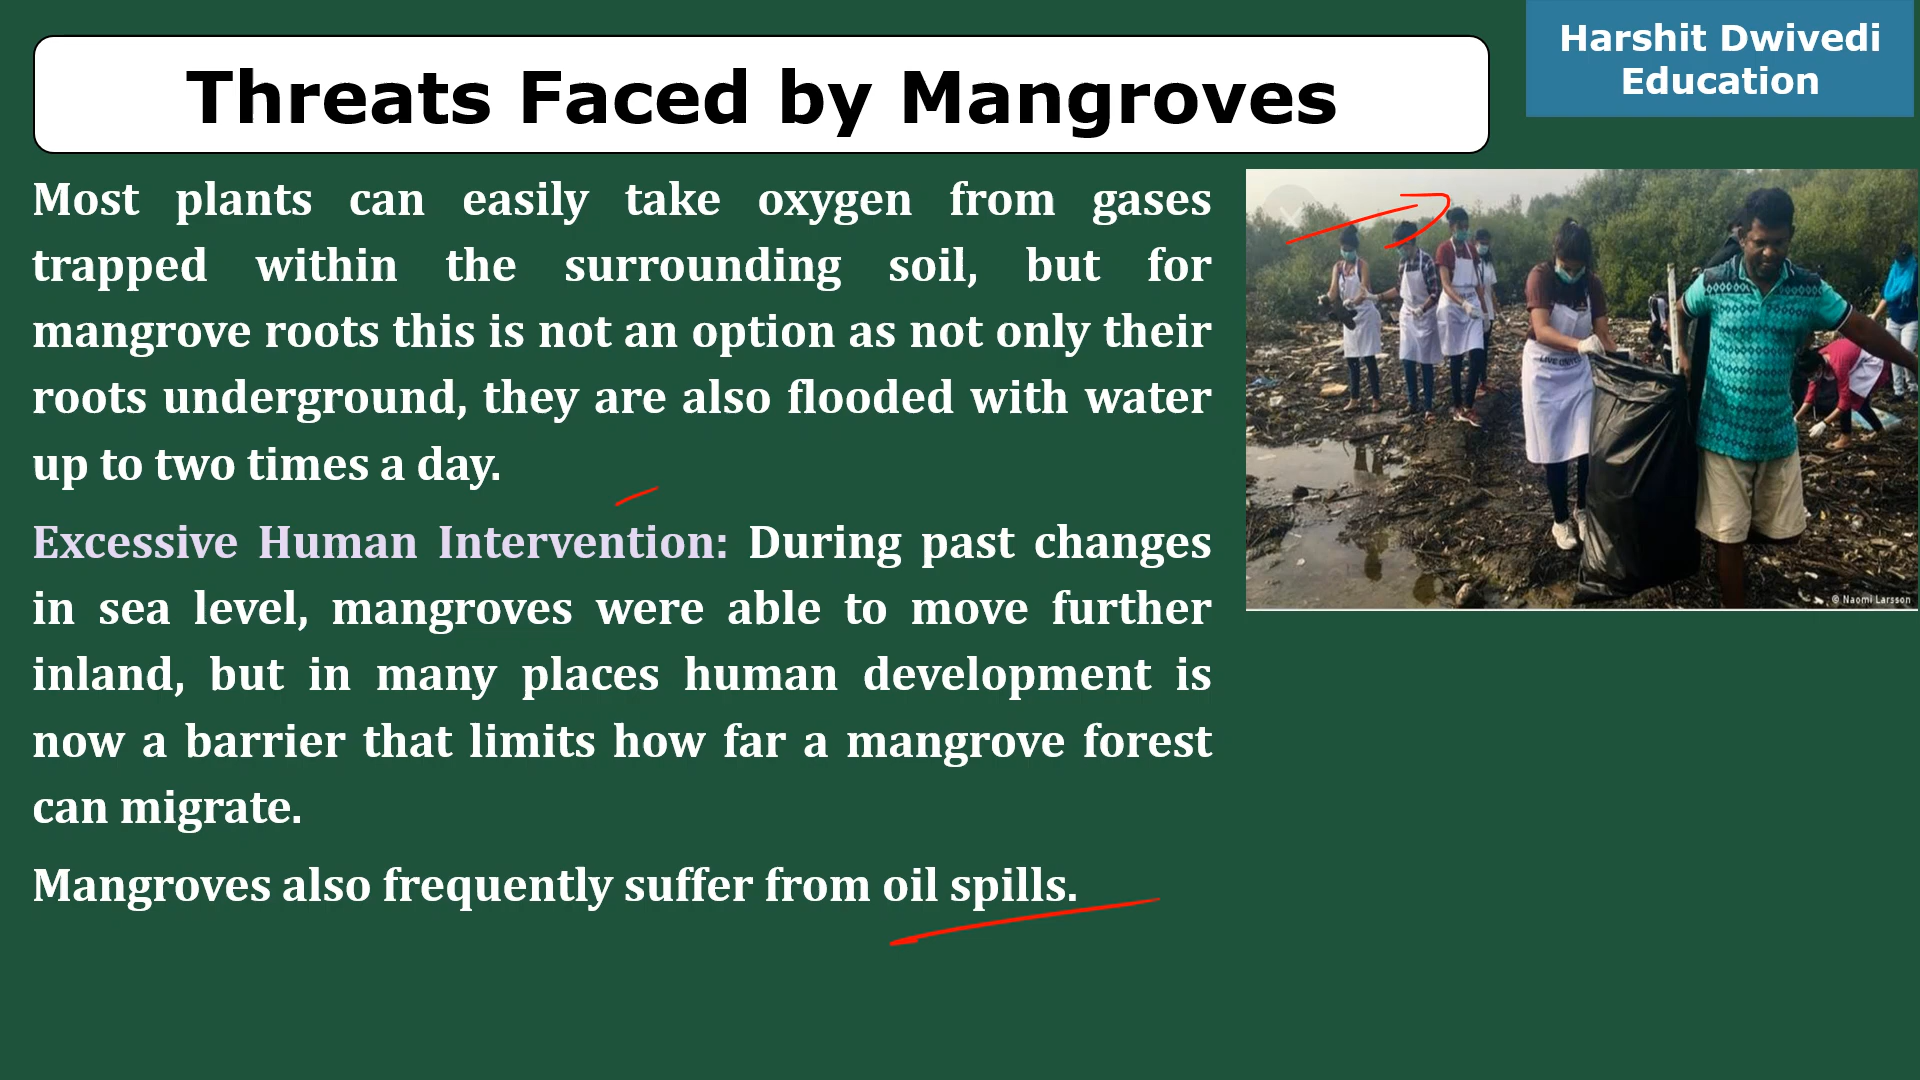 Threats Faced by Mangroves
Harshit Dwivedi
Education
Most plants can easily take oxygen from gases
trapped within the surrounding soil, but for
mangrove roots this is not an option as not only their
roots underground, they are also flooded with water
up to two times a day.
Excessive Human Intervention: During past changes
in sea level, mangroves were able to move further
inland, but in many places human development is
now a barrier that limits how far a mangrove forest
can migrate.
Mangroves also frequently suffer from oil spills.
LIVE UNITED
© Naomi Larsson